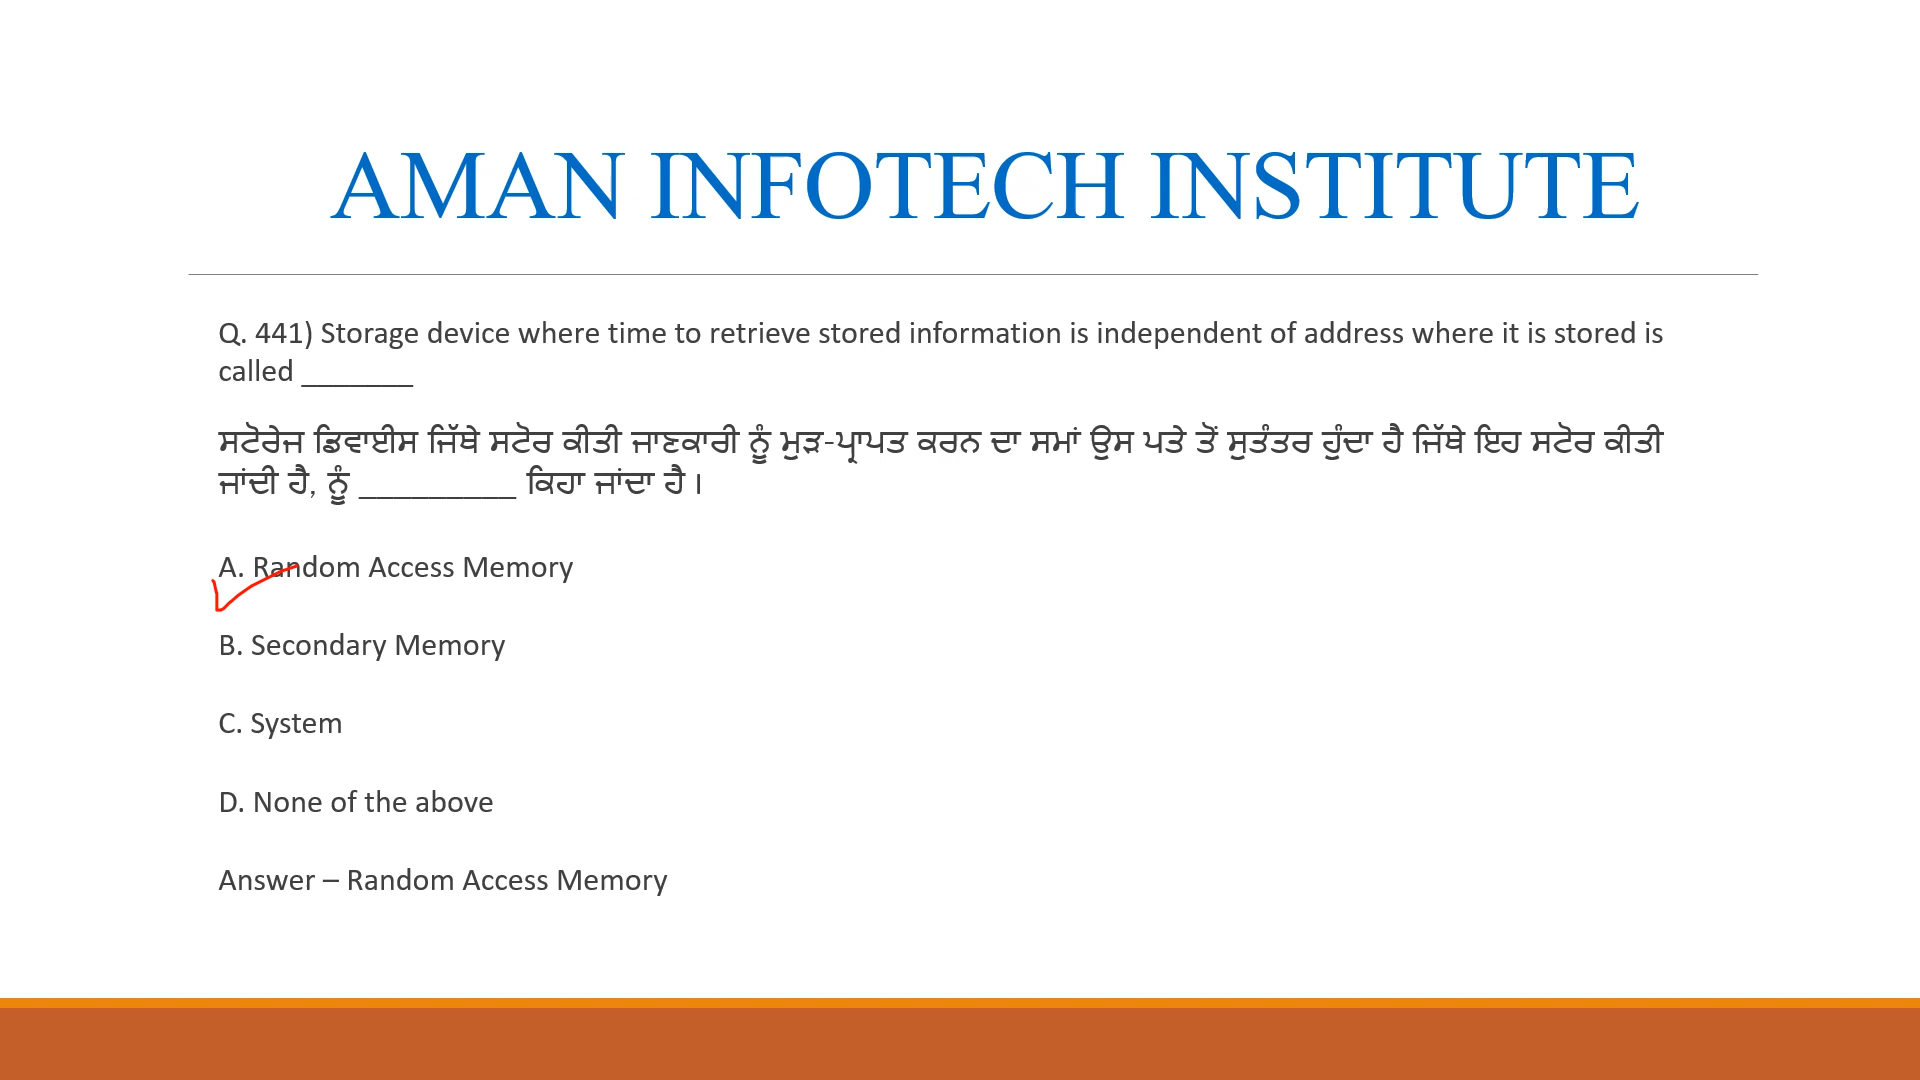 AMAN INFOTECH INSTITUTE
Q. 441) Storage device where time to retrieve stored information is independent of address where it is stored is
called _______
ਸਟੋਰੇਜ ਡਿਵਾਈਸ ਜਿੱਥੇ ਸਟੋਰ ਕੀਤੀ ਜਾਣਕਾਰੀ ਨੂੰ ਮੁੜ-ਪ੍ਰਾਪਤ ਕਰਨ ਦਾ ਸਮਾਂ ਉਸ ਪਤੇ ਤੋਂ ਸੁਤੰਤਰ ਹੁੰਦਾ ਹੈ ਜਿੱਥੇ ਇਹ ਸਟੋਰ ਕੀਤੀ
ਜਾਂਦੀ ਹੈ, ਨੂੰ _________ ਕਿਹਾ ਜਾਂਦਾ ਹੈ।
A. Random Access Memory
B. Secondary Memory
C. System
D. None of the above
Answer – Random Access Memory